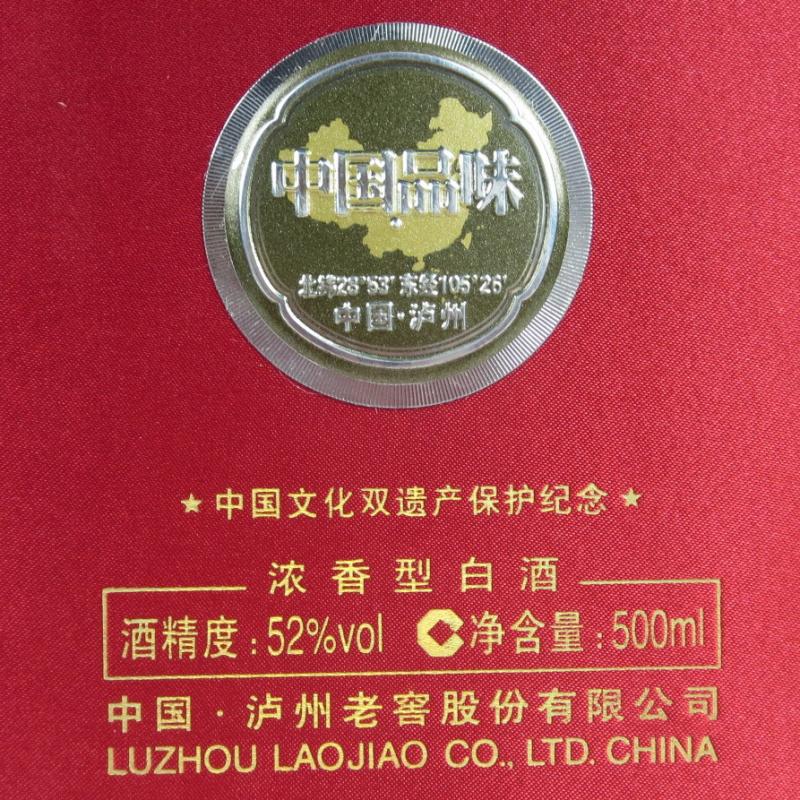 中国品味
北纬28°53′ 东经105°26′
中国·泸州
★中国文化双遗产保护纪念★
浓香型白酒
酒精度:52%vol 净含量:500ml
中国·泸州老窖股份有限公司
LUZHOU LAOJIAO CO., LTD. CHINA